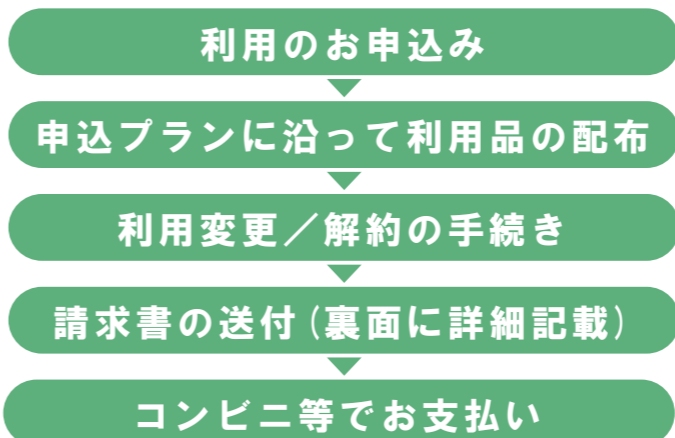 利用のお申込み
申込プランに沿って利用品の配布
利用変更／解約の手続き
請求書の送付（裏面に詳細記載）
コンビニ等でお支払い